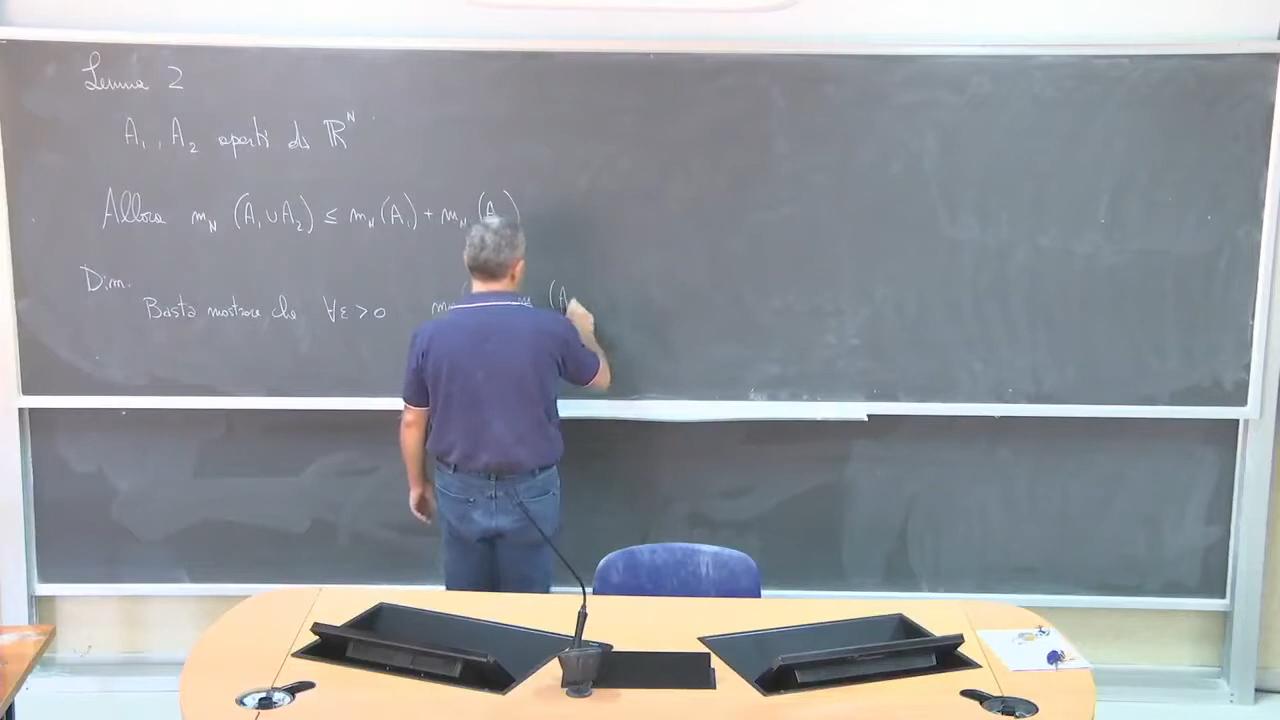 Lemma 2
A₁, A₂ aperti di ℝᴺ.
Allora m_N (A₁ ∪ A₂) ≤ m_N (A₁) + m_N (A )
Dim.
Basta mostrare che ∀ε > 0 m (A